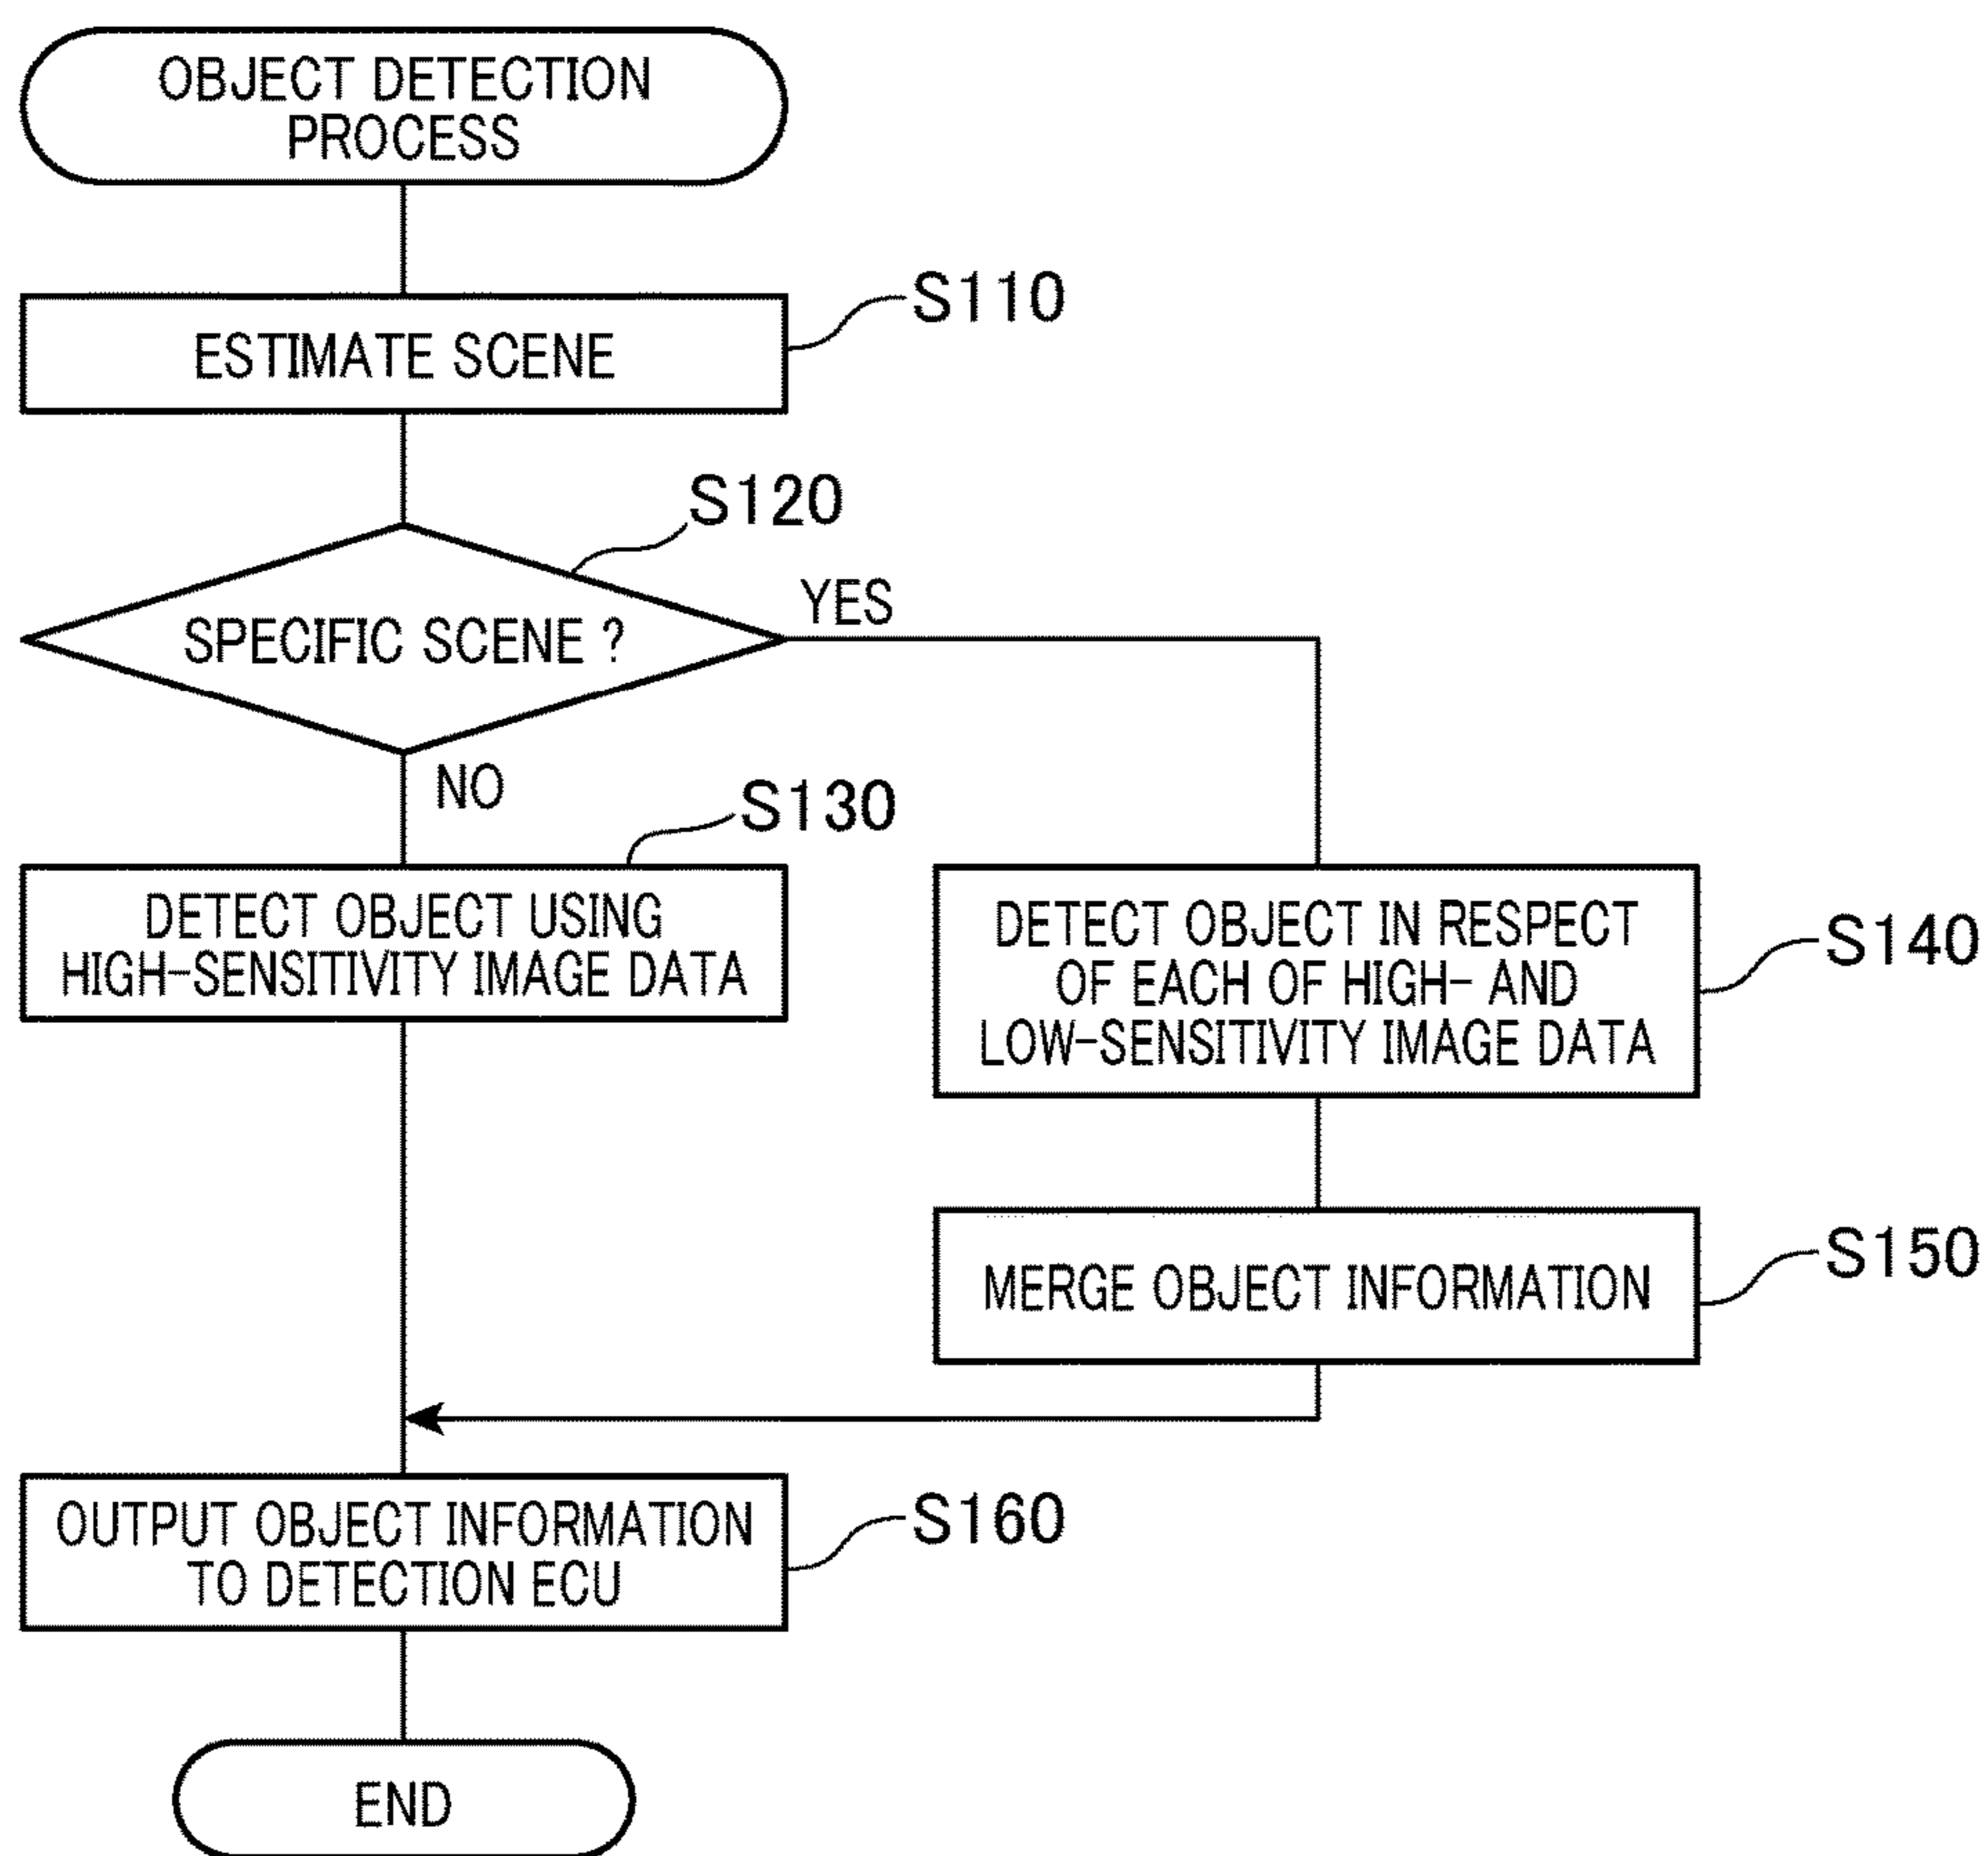 OBJECT DETECTION
PROCESS
S110
ESTIMATE SCENE
S120
SPECIFIC SCENE ?
YES
NO
S130
DETECT OBJECT USING
HIGH-SENSITIVITY IMAGE DATA
DETECT OBJECT IN RESPECT
OF EACH OF HIGH- AND
LOW-SENSITIVITY IMAGE DATA
S140
MERGE OBJECT INFORMATION
S150
OUTPUT OBJECT INFORMATION
TO DETECTION ECU
S160
END